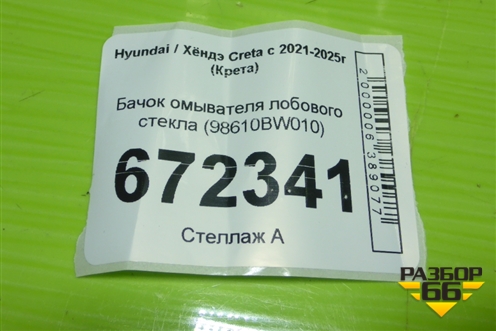 Hyundai / Хёндэ Creta с 2021-2025г
(Крета)
Бачок омывателя лобового
стекла (98610BW010)
672341
Стеллаж А
2000006389077
РАЗБОР
66